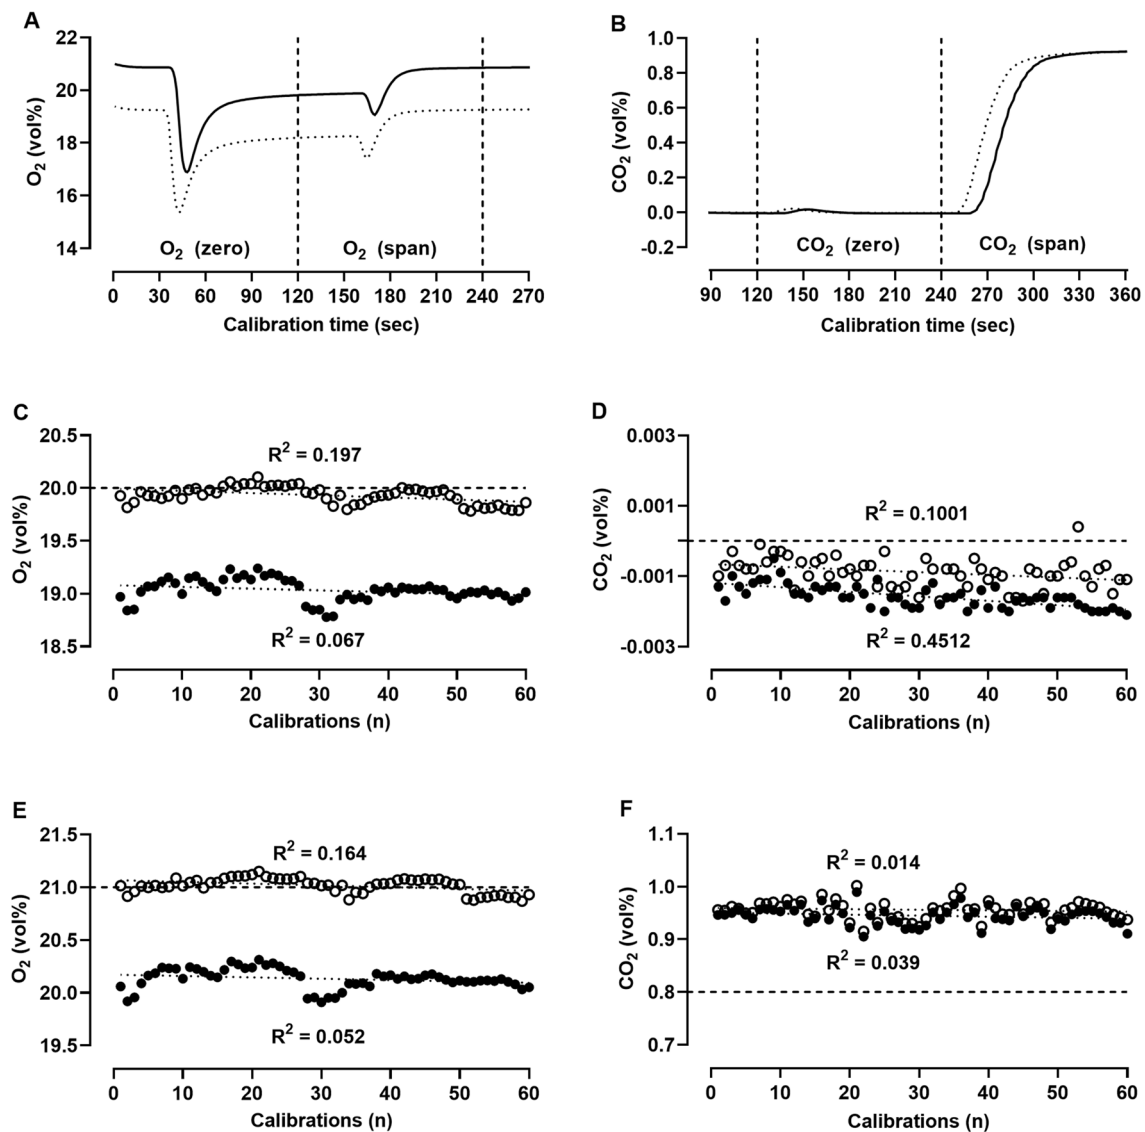 A
22
20
18
16
14
O2 (vol%)
O2 (zero)
O2 (span)
0 30 60 90 120 150 180 210 240 270
Calibration time (sec)
B
1.0
0.8
0.6
0.4
0.2
0.0
-0.2
CO2 (vol%)
CO2 (zero)
CO2 (span)
90 120 150 180 210 240 270 300 330 360
Calibration time (sec)
C
20.5
20.0
19.5
19.0
18.5
O2 (vol%)
R2 = 0.197
R2 = 0.067
0 10 20 30 40 50 60
Calibrations (n)
D
0.003
0.001
-0.001
-0.003
CO2 (vol%)
R2 = 0.1001
R2 = 0.4512
0 10 20 30 40 50 60
Calibrations (n)
E
21.5
21.0
20.5
20.0
19.5
O2 (vol%)
R2 = 0.164
R2 = 0.052
0 10 20 30 40 50 60
Calibrations (n)
F
1.1
1.0
0.9
0.8
0.7
CO2 (vol%)
R2 = 0.014
R2 = 0.039
0 10 20 30 40 50 60
Calibrations (n)